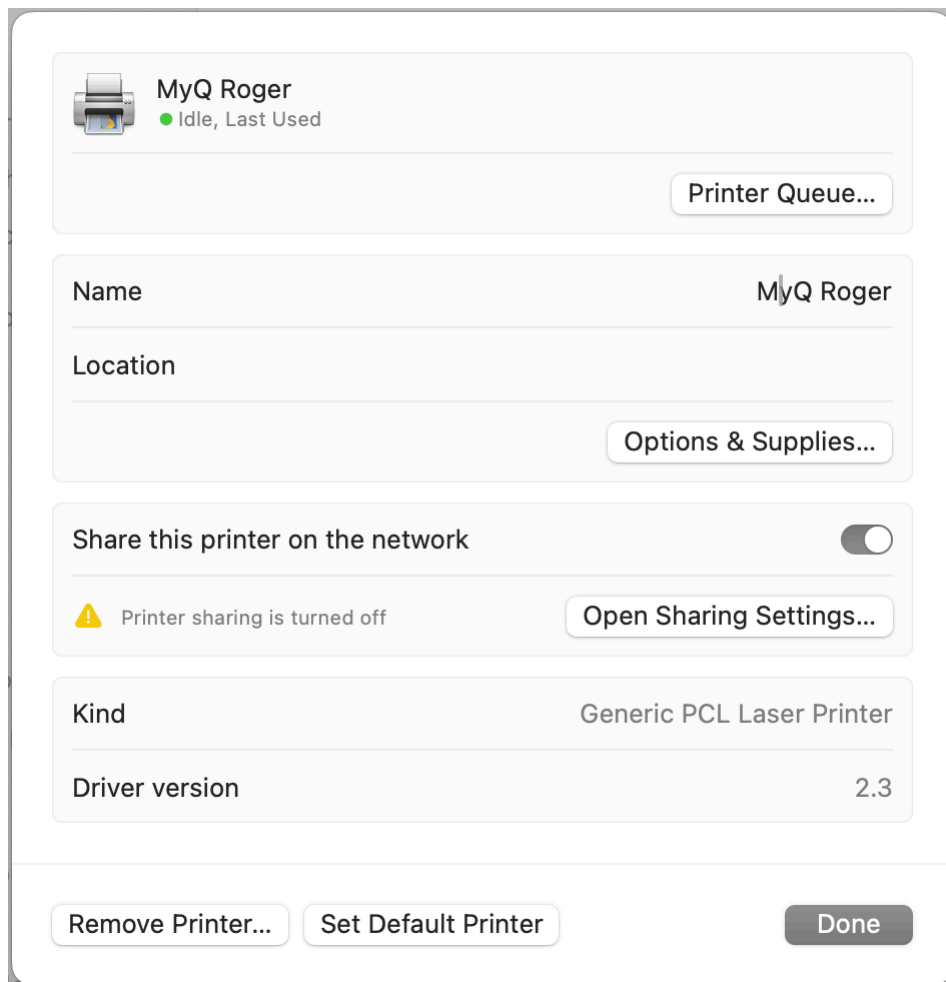 MyQ Roger
Idle, Last Used
Printer Queue...
Name MyQ Roger
Location
Options & Supplies...
Share this printer on the network
Printer sharing is turned off Open Sharing Settings...
Kind Generic PCL Laser Printer
Driver version 2.3
Remove Printer... Set Default Printer Done